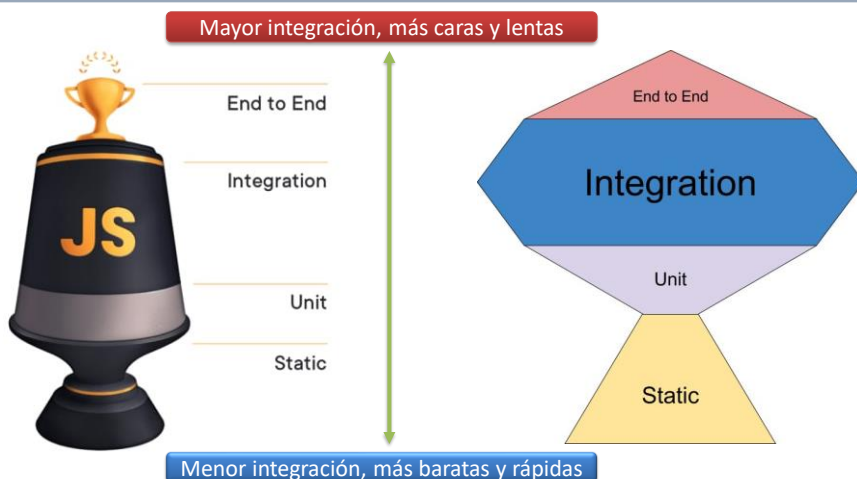 Mayor integración, más caras y lentas
End to End
Integration
JS
Unit
Static
End to End
Integration
Unit
Static
Menor integración, más baratas y rápidas